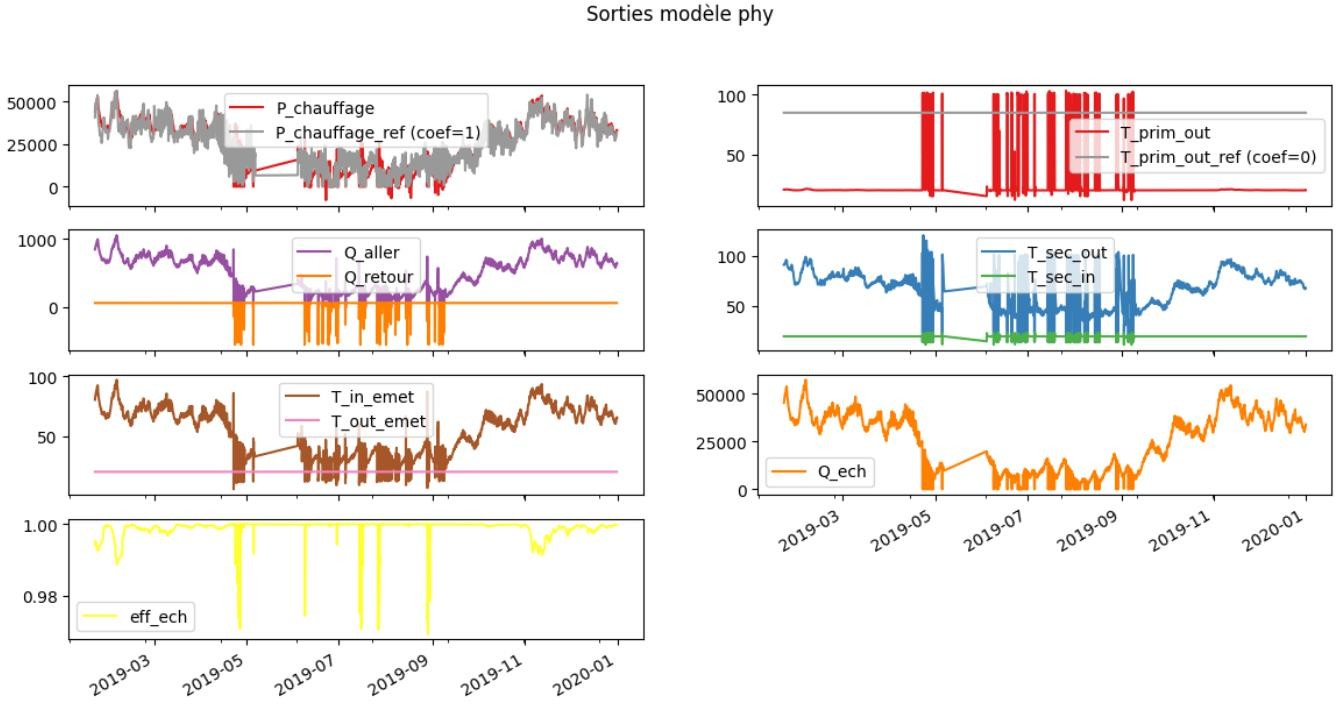 Sorties modèle phy
50000
25000
0
P_chauffage
P_chauffage_ref (coef=1)
100
50
T_prim_out
T_prim_out_ref (coef=0)
1000
0
Q_aller
Q_retour
100
50
T_sec_out
T_sec_in
100
50
T_in_emet
T_out_emet
50000
25000
0
Q_ech
2019-03
2019-05
2019-07
2019-09
2019-11
2020-01
1.00
0.98
eff_ech
2019-03
2019-05
2019-07
2019-09
2019-11
2020-01